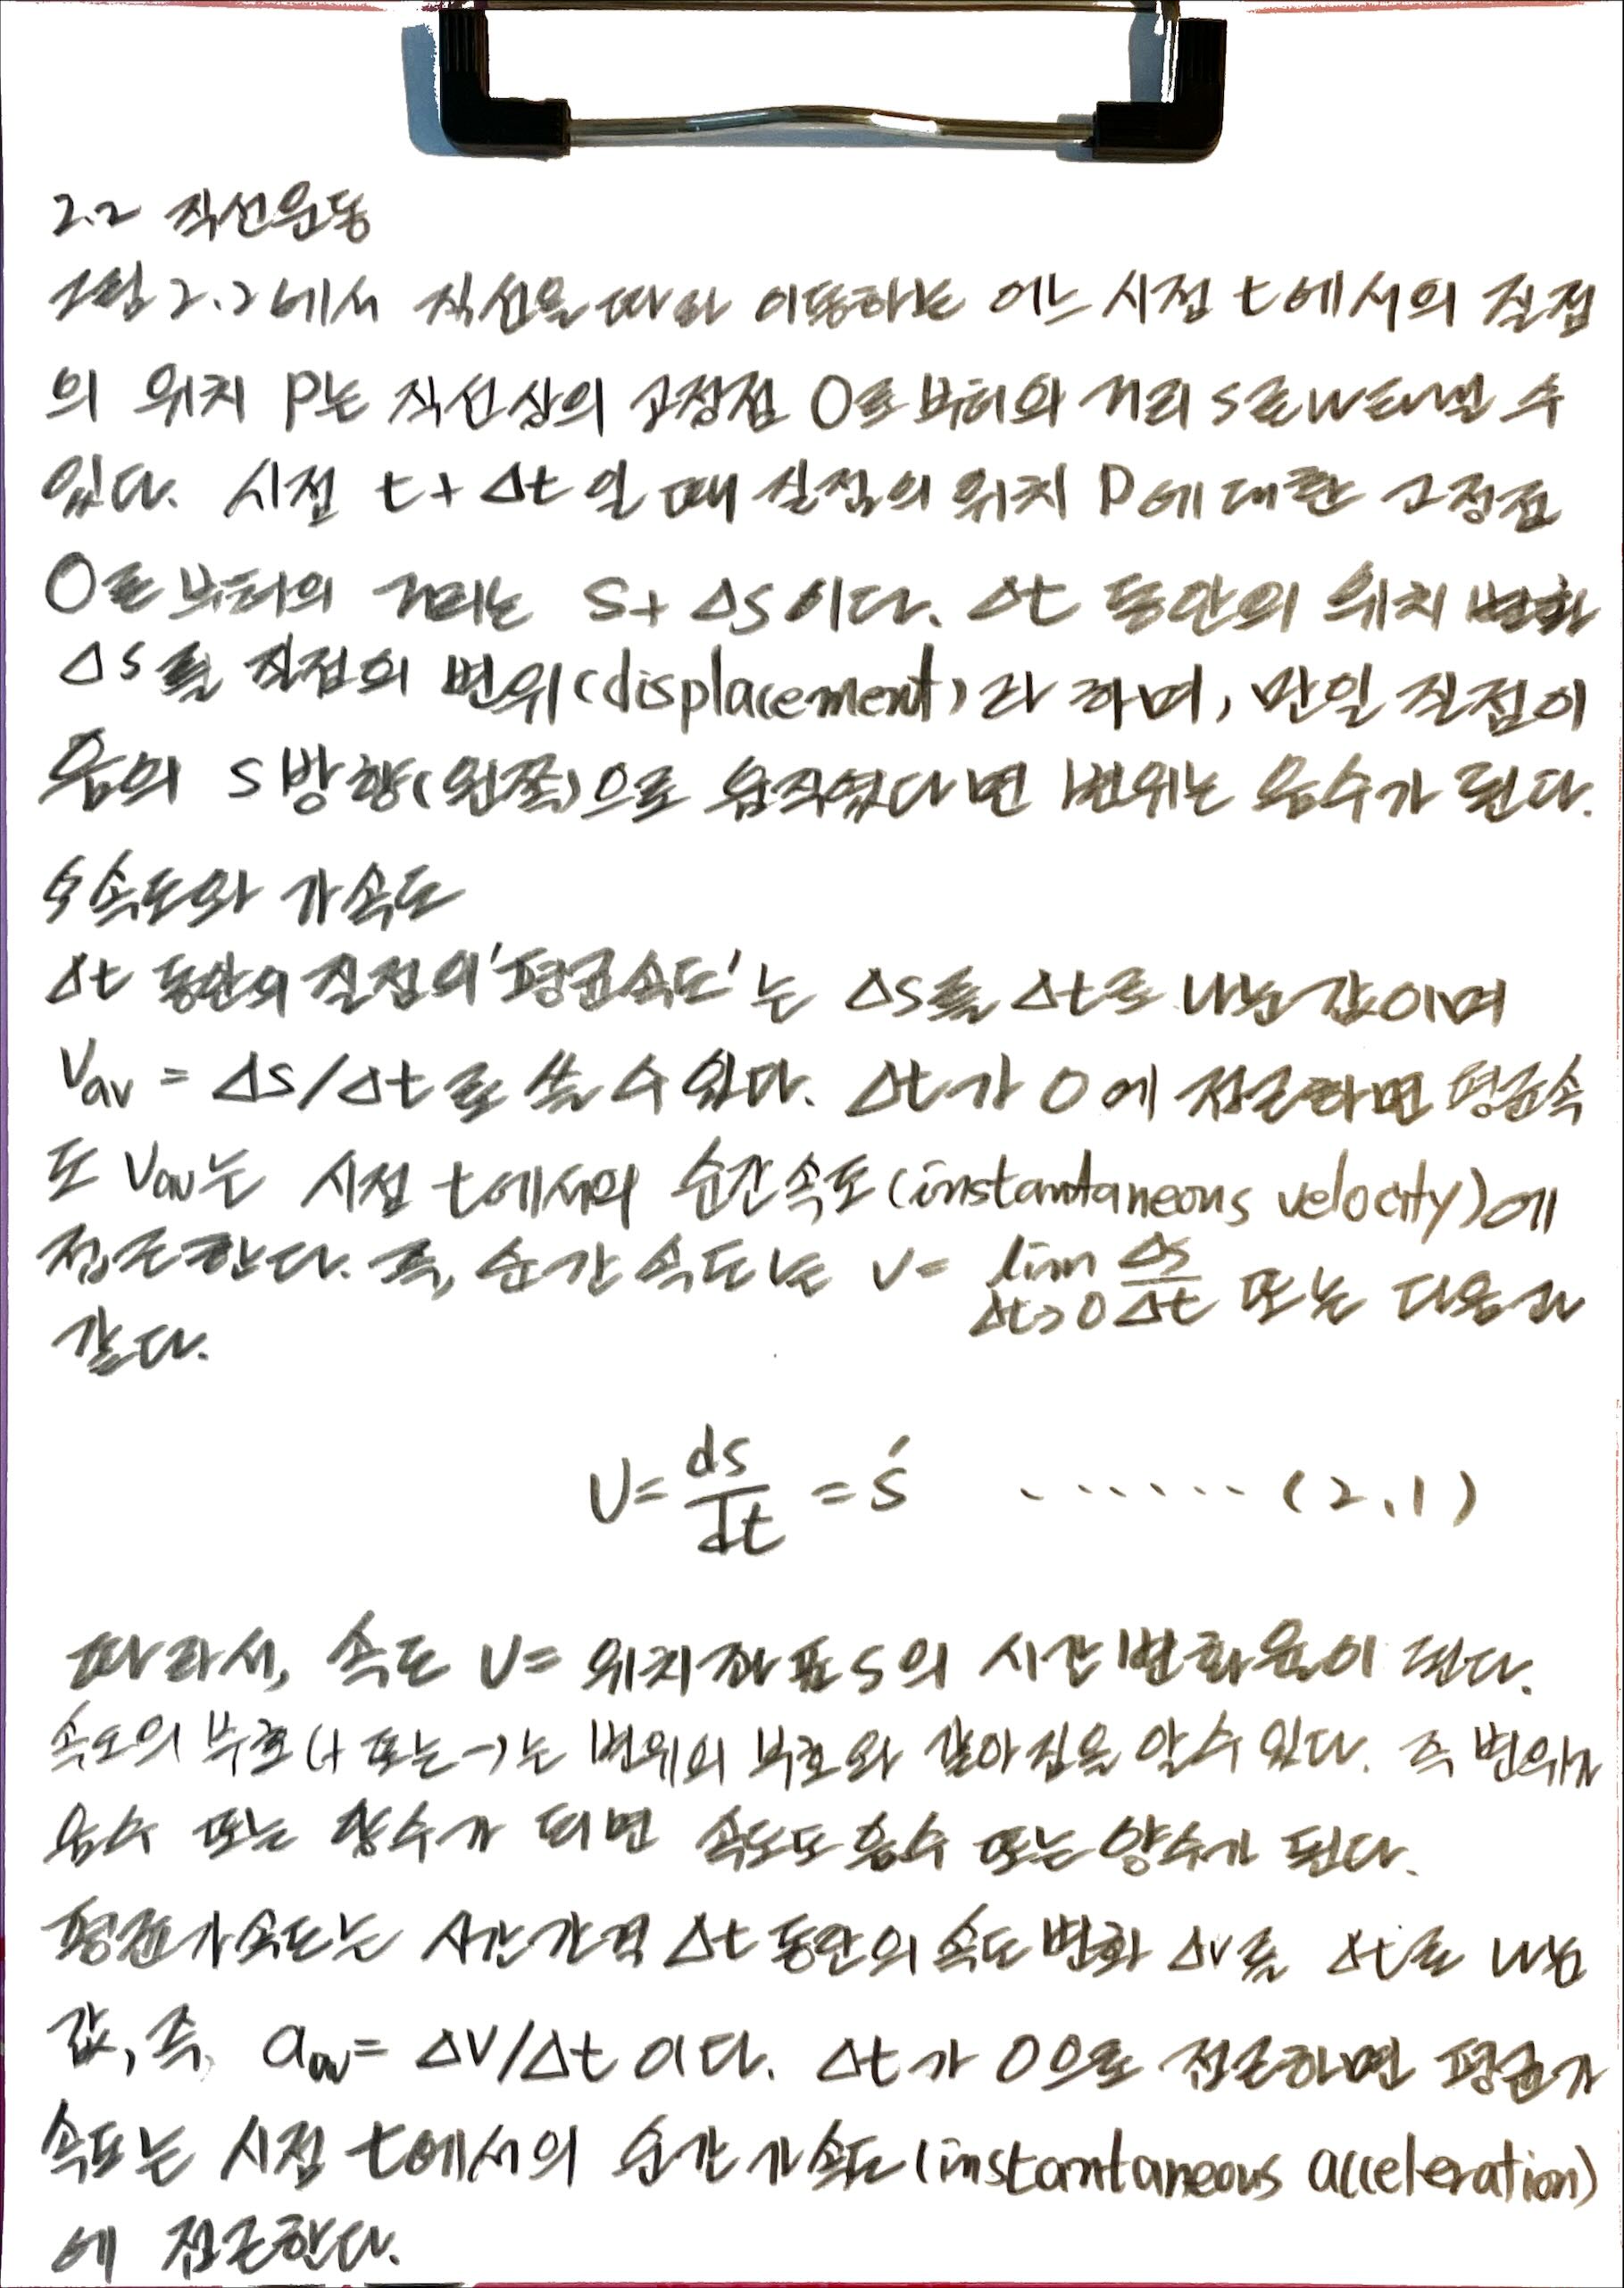 2.2 직선운동
그림 2.2에서 직선을 따라 이동하는 어느 시점 t에서의 질점
의 위치 P는 직선상의 고정점 O로부터의 거리 s로 나타낼 수
있다. 시점 t+Δt일 때 질점의 위치 P에 대한 고정점
O로부터의 거리는 S+ΔS이다. Δt 동안의 위치 변화
ΔS를 질점의 변위(displacement)라 하며, 만일 질점이
음의 S방향(왼쪽)으로 움직였다면 변위는 음수가 된다.
속도와 가속도
Δt 동안의 질점의 '평균속도'는 ΔS를 Δt로 나눈 값이며
Vav = ΔS/Δt로 쓸 수 있다. Δt가 0에 접근하면 평균속
도 Vav는 시점 t에서의 순간속도(instantaneous velocity)에
접근한다. 즉, 순간속도는 v = lim Δt→0 Δs/Δt 또는 다음과
같다.
v = ds/dt = ṡ ······· (2.1)
따라서, 속도 v= 위치좌표 s의 시간변화율이 된다.
속도의 부호(+ 또는 -)는 변위의 부호와 같아짐을 알 수 있다. 즉 변위가
음수 또는 양수가 되면 속도도 음수 또는 양수가 된다.
평균가속도는 시간간격 Δt 동안의 속도변화 Δv를 Δt로 나눈
값, 즉, aav = ΔV/Δt이다. Δt가 0으로 접근하면 평균가
속도는 시점 t에서의 순간가속도(instantaneous acceleration)
에 접근한다.